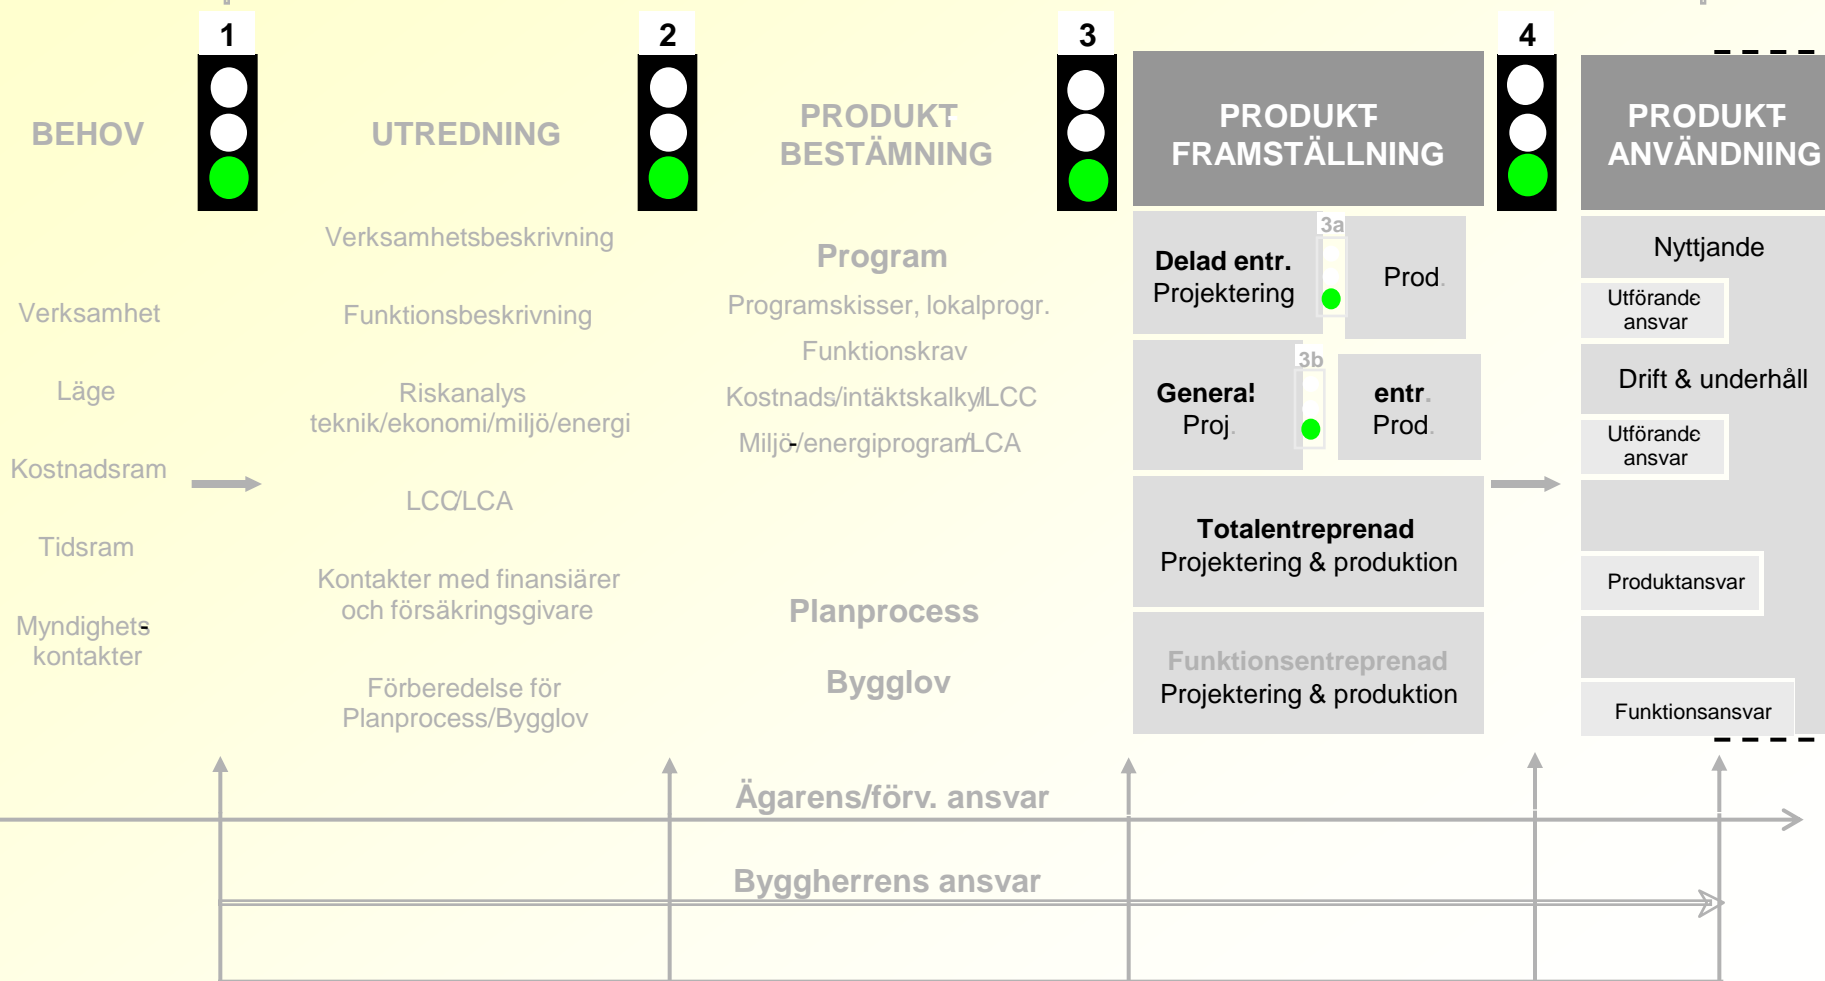 1
2
3
4
BEHOV
UTREDNING
PRODUKT-
BESTÄMNING
PRODUKT-
FRAMSTÄLLNING
PRODUKT-
ANVÄNDNING
Verksamhet
Läge
Kostnadsram
Tidsram
Myndighets-
kontakter
Verksamhetsbeskrivning
Funktionsbeskrivning
Riskanalys
teknik/ekonomi/miljö/energi
LCC/LCA
Kontakter med finansiärer
och försäkringsgivare
Förberedelse för
Planprocess/Bygglov
Program
Programskisser, lokalprogr.
Funktionskrav
Kostnads/intäktskalkyl/LCC
Miljö-/energiprogram/LCA
Planprocess
Bygglov
Delad entr.
Projektering
3a
Prod.
General
Proj.
3b
entr.
Prod.
Totalentreprenad
Projektering & produktion
Funktionsentreprenad
Projektering & produktion
Nyttjande
Utförande
ansvar
Drift & underhåll
Utförande
ansvar
Produktansvar
Funktionsansvar
Ägarens/förv. ansvar
Byggherrens ansvar